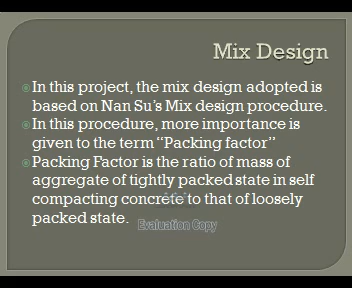 Mix Design
In this project, the mix design adopted is
based on Nan Su's Mix design procedure.
In this procedure, more importance is
given to the term "Packing factor"
Packing Factor is the ratio of mass of
aggregate of tightly packed state in self
compacting concrete to that of loosely
packed state.
Evaluation Copy